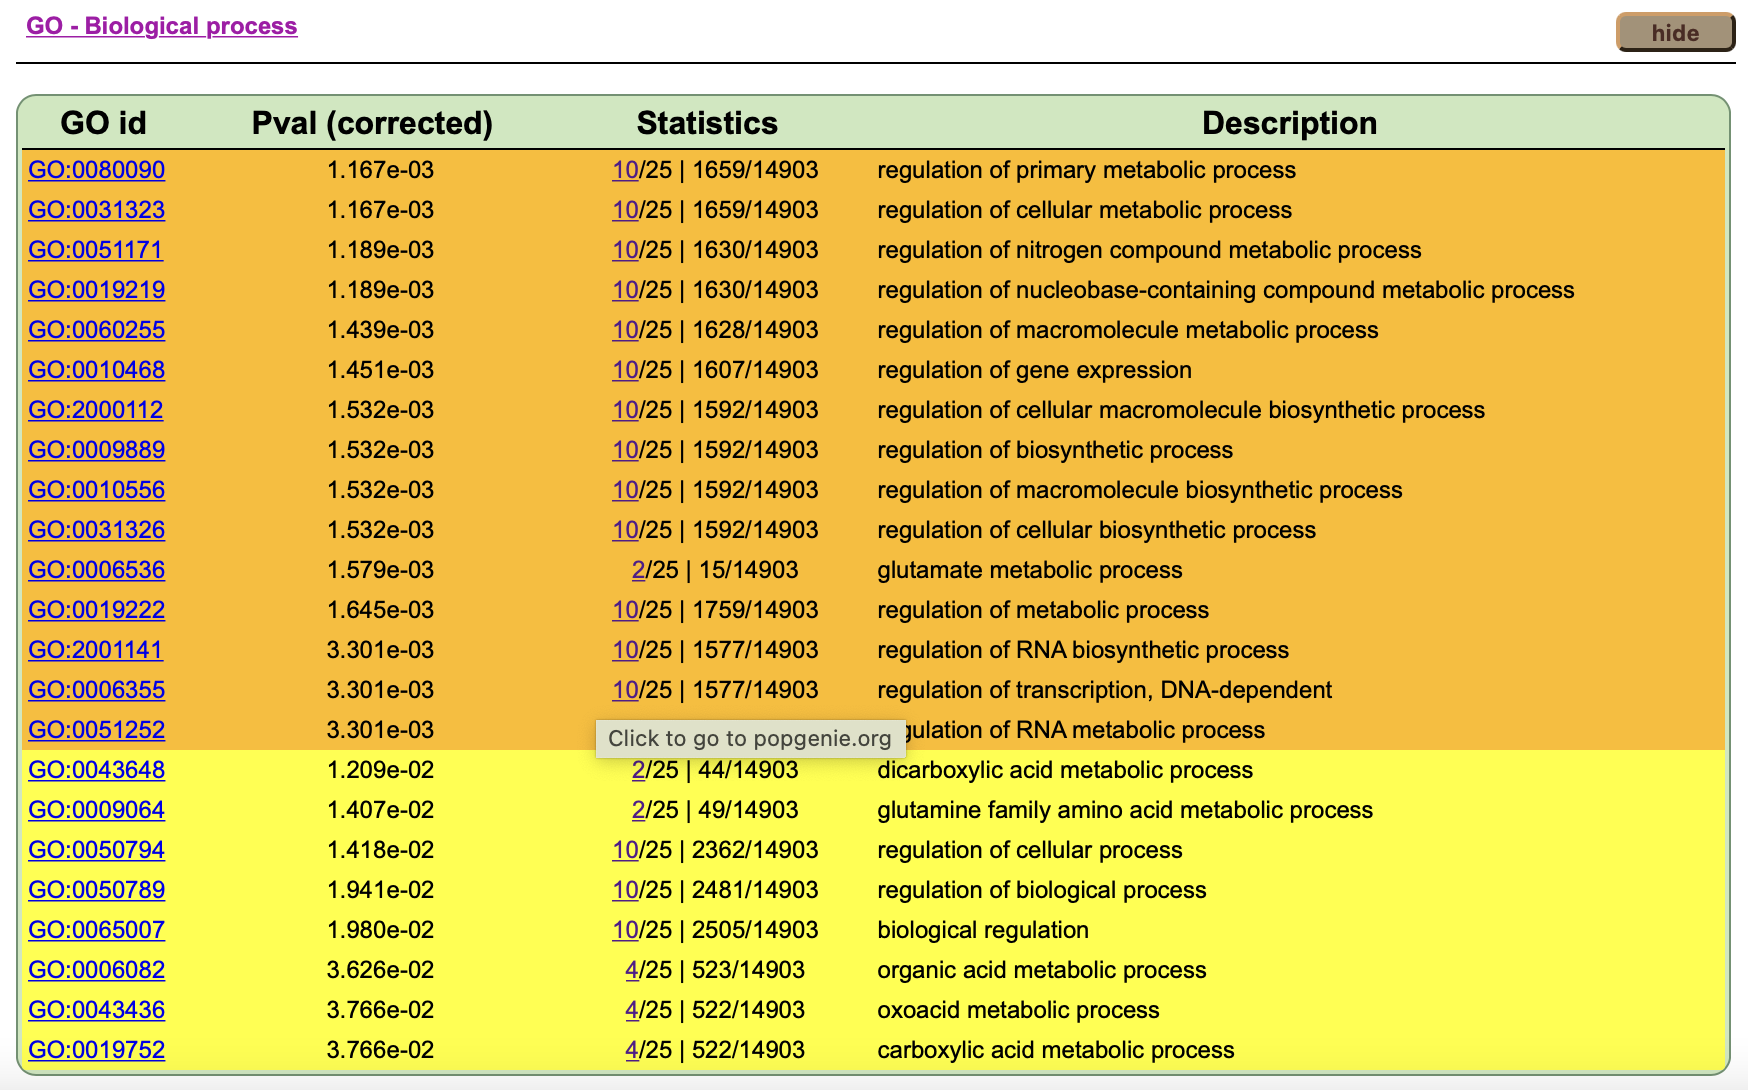 GO - Biological process
hide
GO id Pval (corrected) Statistics Description
GO:0080090 1.167e-03 10/25 | 1659/14903 regulation of primary metabolic process
GO:0031323 1.167e-03 10/25 | 1659/14903 regulation of cellular metabolic process
GO:0051171 1.189e-03 10/25 | 1630/14903 regulation of nitrogen compound metabolic process
GO:0019219 1.189e-03 10/25 | 1630/14903 regulation of nucleobase-containing compound metabolic process
GO:0060255 1.439e-03 10/25 | 1628/14903 regulation of macromolecule metabolic process
GO:0010468 1.451e-03 10/25 | 1607/14903 regulation of gene expression
GO:2000112 1.532e-03 10/25 | 1592/14903 regulation of cellular macromolecule biosynthetic process
GO:0009889 1.532e-03 10/25 | 1592/14903 regulation of biosynthetic process
GO:0010556 1.532e-03 10/25 | 1592/14903 regulation of macromolecule biosynthetic process
GO:0031326 1.532e-03 10/25 | 1592/14903 regulation of cellular biosynthetic process
GO:0006536 1.579e-03 2/25 | 15/14903 glutamate metabolic process
GO:0019222 1.645e-03 10/25 | 1759/14903 regulation of metabolic process
GO:2001141 3.301e-03 10/25 | 1577/14903 regulation of RNA biosynthetic process
GO:0006355 3.301e-03 10/25 | 1577/14903 regulation of transcription, DNA-dependent
GO:0051252 3.301e-03 gulation of RNA metabolic process
Click to go to popgenie.org
GO:0043648 1.209e-02 2/25 | 44/14903 dicarboxylic acid metabolic process
GO:0009064 1.407e-02 2/25 | 49/14903 glutamine family amino acid metabolic process
GO:0050794 1.418e-02 10/25 | 2362/14903 regulation of cellular process
GO:0050789 1.941e-02 10/25 | 2481/14903 regulation of biological process
GO:0065007 1.980e-02 10/25 | 2505/14903 biological regulation
GO:0006082 3.626e-02 4/25 | 523/14903 organic acid metabolic process
GO:0043436 3.766e-02 4/25 | 522/14903 oxoacid metabolic process
GO:0019752 3.766e-02 4/25 | 522/14903 carboxylic acid metabolic process